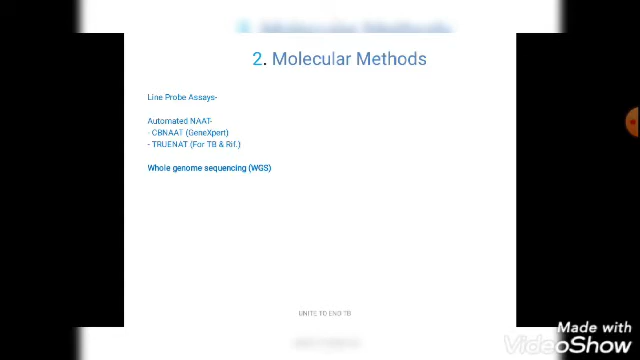 2. Molecular Methods
Line Probe Assays-
Automated NAAT-
- CBNAAT (GeneXpert)
- TRUENAT (For TB & Rif.)
Whole genome sequencing (WGS)
UNITE TO END TB
Made with
VideoShow